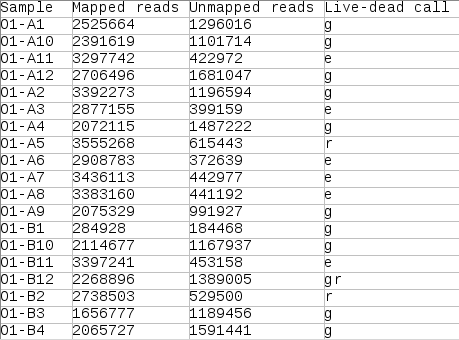 Sample Mapped reads Unmapped reads Live-dead call
01-A1 2525664 1296016 g
01-A10 2391619 1101714 g
01-A11 3297742 422972 e
01-A12 2706496 1681047 g
01-A2 3392273 1196594 g
01-A3 2877155 399159 e
01-A4 2072115 1487222 g
01-A5 3555268 615443 r
01-A6 2908783 372639 e
01-A7 3436113 442977 e
01-A8 3383160 441192 e
01-A9 2075329 991927 g
01-B1 284928 184468 g
01-B10 2114677 1167937 g
01-B11 3397241 453158 e
01-B12 2268896 1389005 gr
01-B2 2738503 529500 r
01-B3 1656777 1189456 g
01-B4 2065727 1591441 g